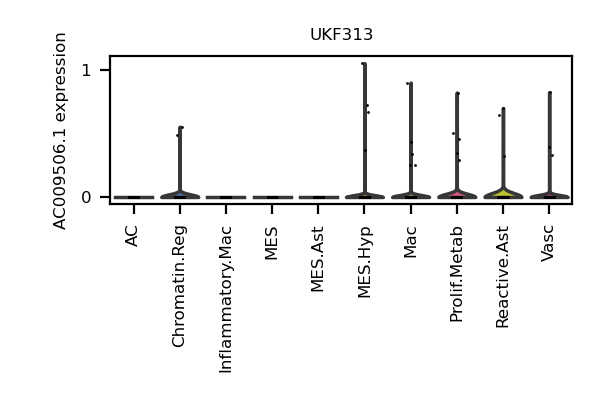 UKF313
AC009506.1 expression
1
0
AC
Chromatin.Reg
Inflammatory.Mac
MES
MES.Ast
MES.Hyp
Mac
Prolif.Metab
Reactive.Ast
Vasc